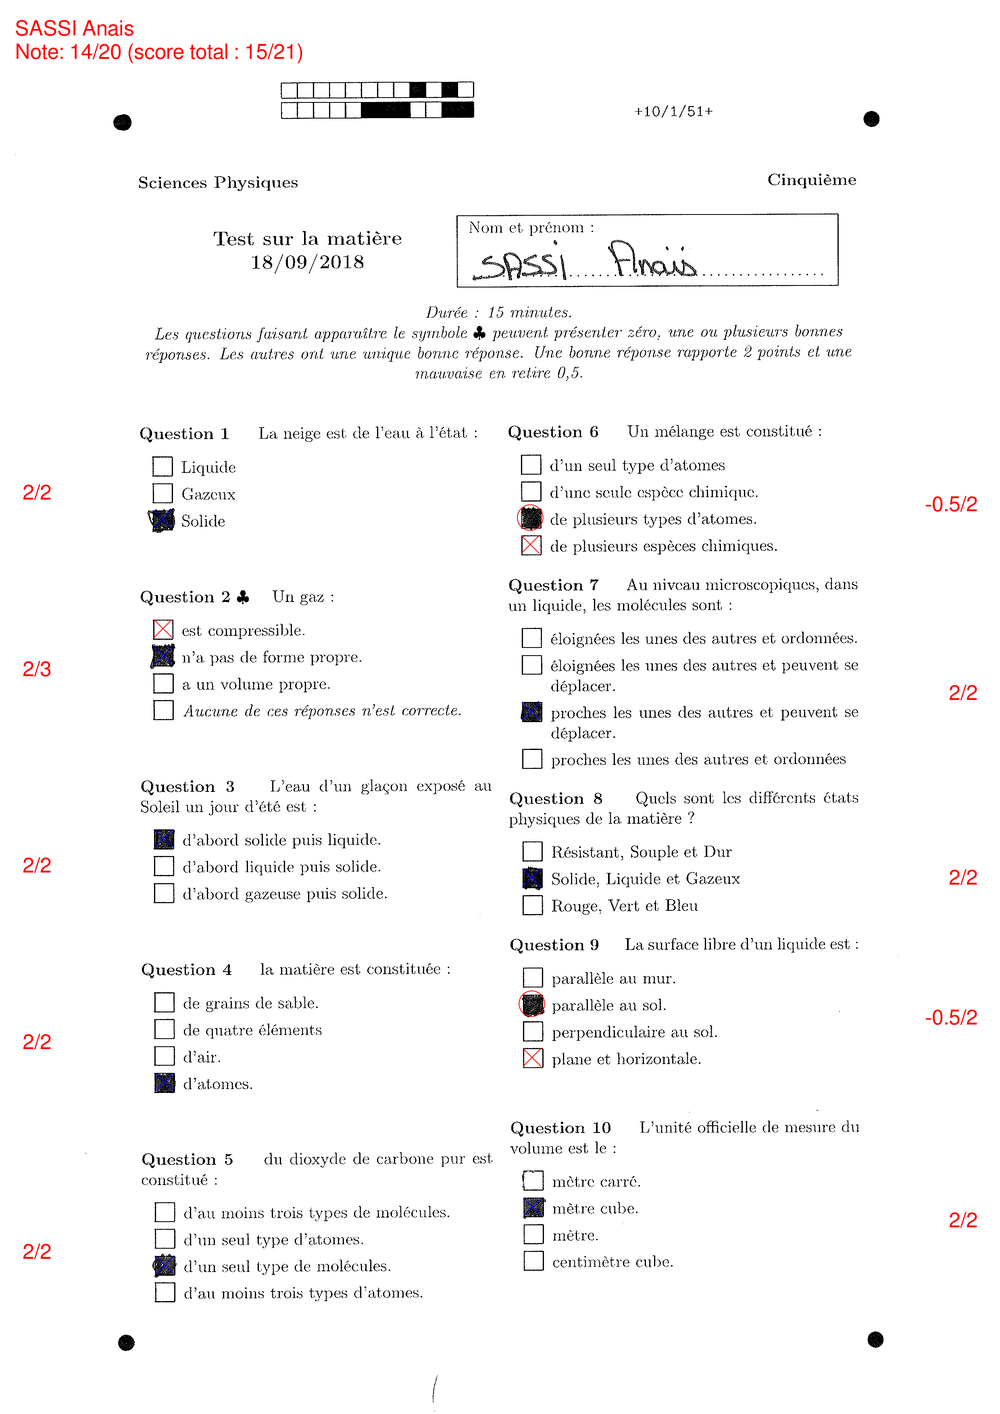 SASSI Anais
Note: 14/20 (score total : 15/21)
+10/1/51+
Sciences Physiques
Cinquième
Test sur la matière
18/09/2018
Nom et prénom :
SASSI Anaïs
Durée : 15 minutes.
Les questions faisant apparaître le symbole ♣ peuvent présenter zéro, une ou plusieurs bonnes
réponses. Les autres ont une unique bonne réponse. Une bonne réponse rapporte 2 points et une
mauvaise en retire 0,5.
Question 1 La neige est de l'eau à l'état :
Liquide
Gazeux
Solide
2/2
Question 2 ♣ Un gaz :
est compressible.
n'a pas de forme propre.
a un volume propre.
Aucune de ces réponses n'est correcte.
2/3
Question 3 L'eau d'un glaçon exposé au
Soleil un jour d'été est :
d'abord solide puis liquide.
d'abord liquide puis solide.
d'abord gazeuse puis solide.
2/2
Question 4 la matière est constituée :
de grains de sable.
de quatre éléments
d'air.
d'atomes.
2/2
Question 5 du dioxyde de carbone pur est
constitué :
d'au moins trois types de molécules.
d'un seul type d'atomes.
d'un seul type de molécules.
d'au moins trois types d'atomes.
2/2
Question 6 Un mélange est constitué :
d'un seul type d'atomes
d'une seule espèce chimique.
de plusieurs types d'atomes.
de plusieurs espèces chimiques.
-0.5/2
Question 7 Au niveau microscopiques, dans
un liquide, les molécules sont :
éloignées les unes des autres et ordonnées.
éloignées les unes des autres et peuvent se
déplacer.
proches les unes des autres et peuvent se
déplacer.
proches les unes des autres et ordonnées
2/2
Question 8 Quels sont les différents états
physiques de la matière ?
Résistant, Souple et Dur
Solide, Liquide et Gazeux
Rouge, Vert et Bleu
2/2
Question 9 La surface libre d'un liquide est :
parallèle au mur.
parallèle au sol.
perpendiculaire au sol.
plane et horizontale.
-0.5/2
Question 10 L'unité officielle de mesure du
volume est le :
mètre carré.
mètre cube.
mètre.
centimètre cube.
2/2